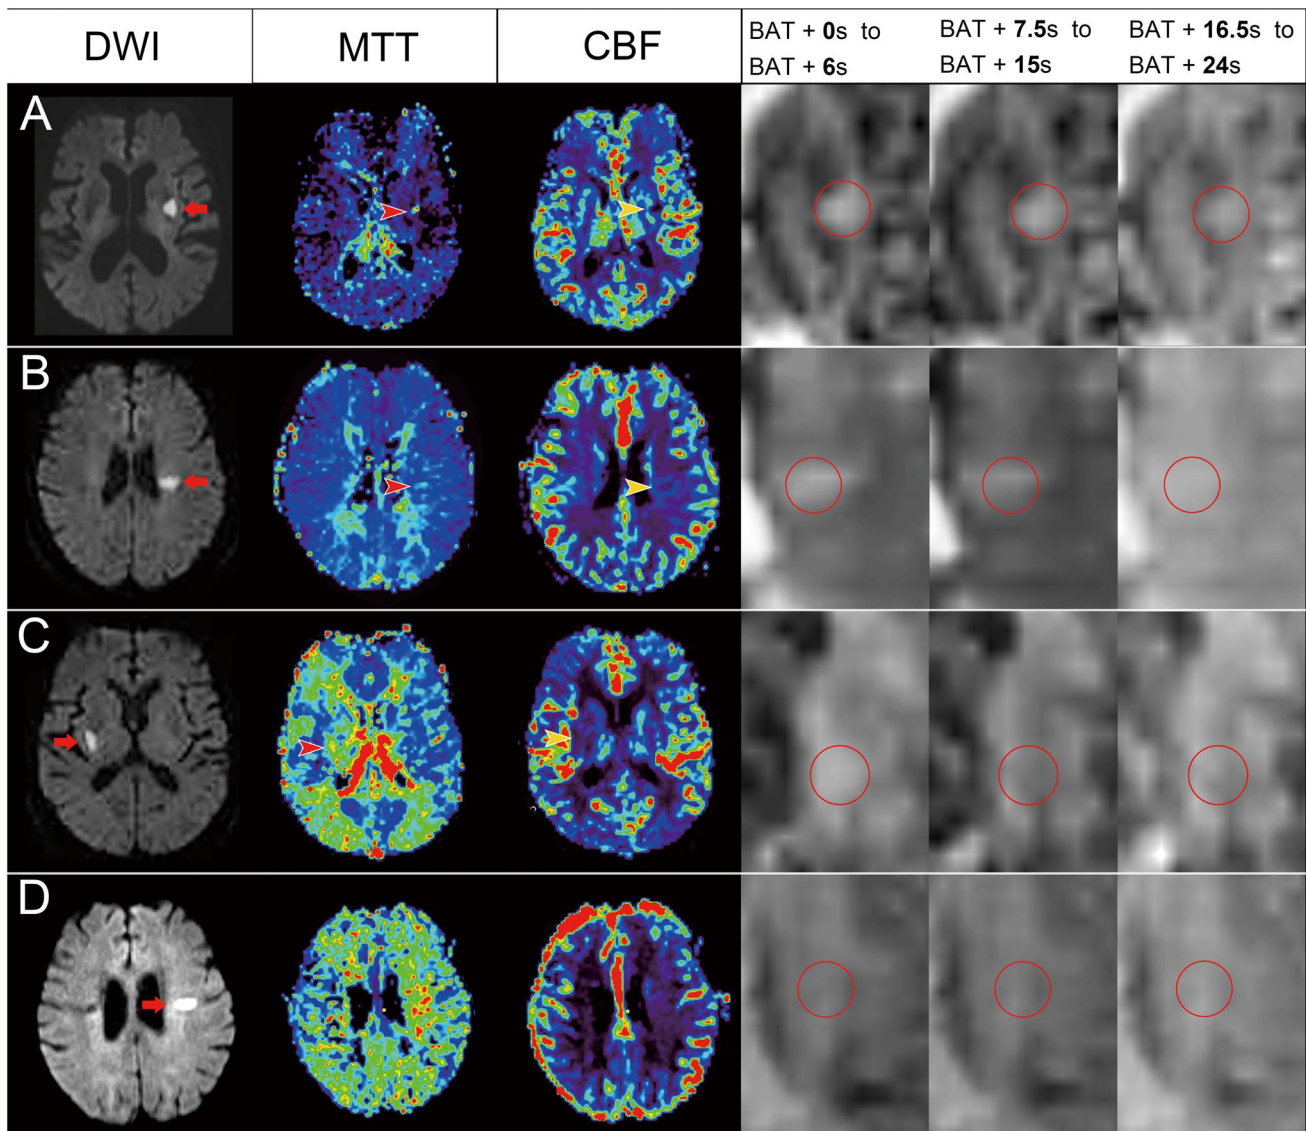 DWI MTT CBF BAT + 0s to BAT + 7.5s to BAT + 16.5s to
BAT + 6s BAT + 15s BAT + 24s
A
B
C
D